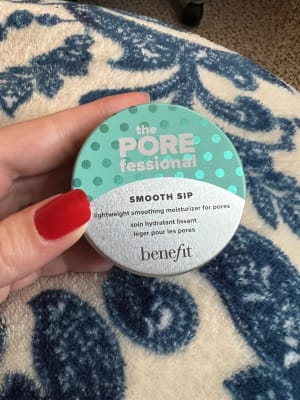 the
PORE
fessional
SMOOTH SIP
lightweight smoothing moisturizer for pores
soin hydratant lissant
léger pour les pores
benefit